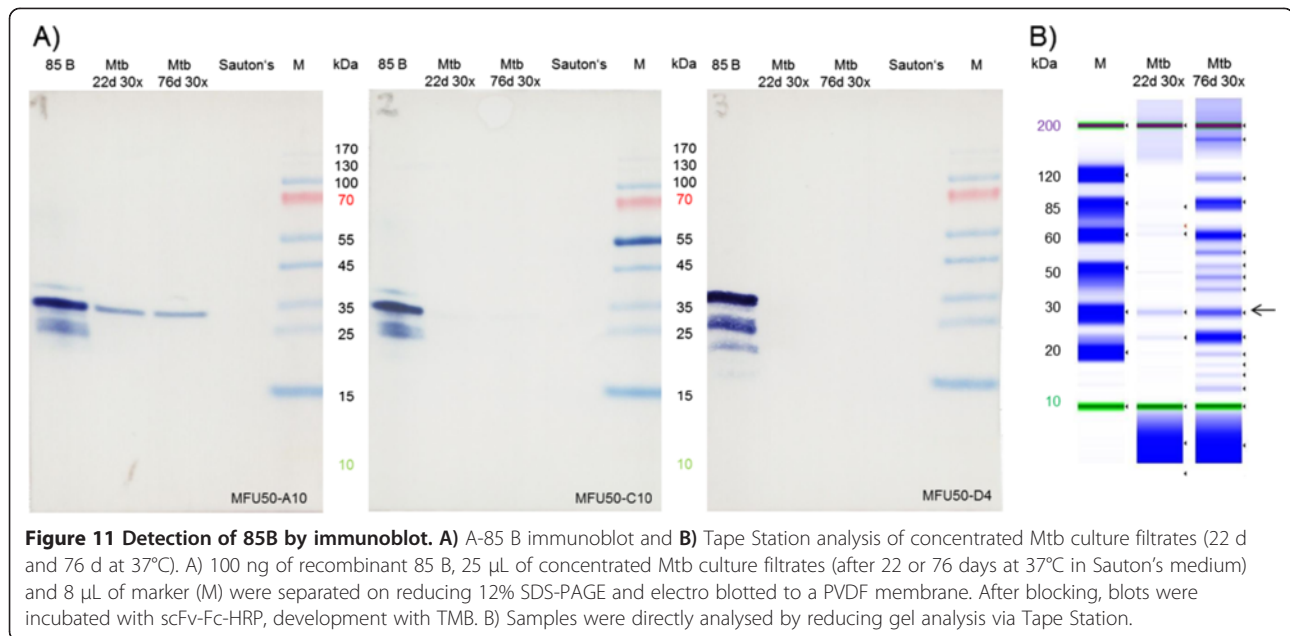 A)
85 B Mtb 22d 30x Mtb 76d 30x Sauton's M kDa 85 B Mtb 22d 30x Mtb 76d 30x Sauton's M kDa 85 B Mtb 22d 30x Mtb 76d 30x Sauton's M
1 2 3
170
130
100
70
55
45
35
25
15
10
170
130
100
70
55
45
35
25
15
10
MFU50-A10 MFU50-C10 MFU50-D4
B)
kDa M Mtb 22d 30x Mtb 76d 30x
200
120
85
60
50
30
20
10
Figure 11 Detection of 85B by immunoblot. A) A-85 B immunoblot and B) Tape Station analysis of concentrated Mtb culture filtrates (22 d
and 76 d at 37°C). A) 100 ng of recombinant 85 B, 25 μL of concentrated Mtb culture filtrates (after 22 or 76 days at 37°C in Sauton's medium)
and 8 μL of marker (M) were separated on reducing 12% SDS-PAGE and electro blotted to a PVDF membrane. After blocking, blots were
incubated with scFv-Fc-HRP, development with TMB. B) Samples were directly analysed by reducing gel analysis via Tape Station.